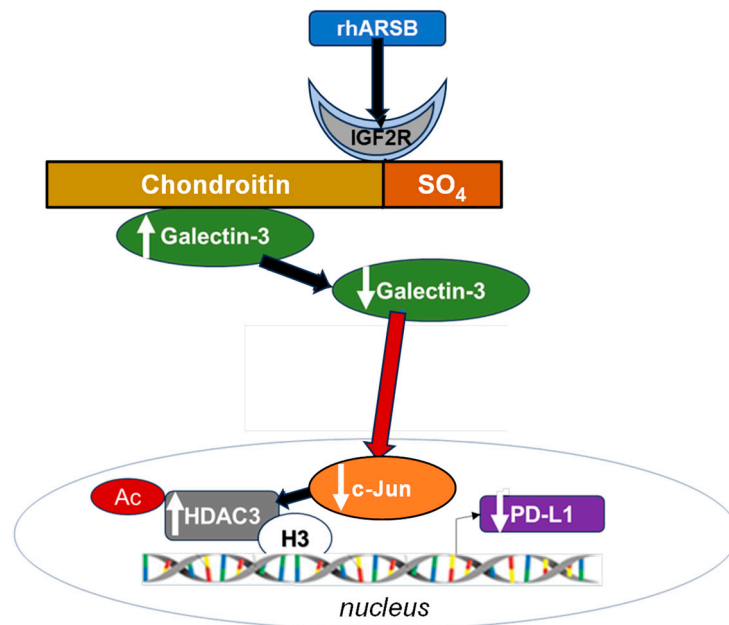 rhARSB
IGF2R
Chondroitin SO₄
Galectin-3
Galectin-3
c-Jun
Ac
HDAC3
PD-L1
H3
nucleus